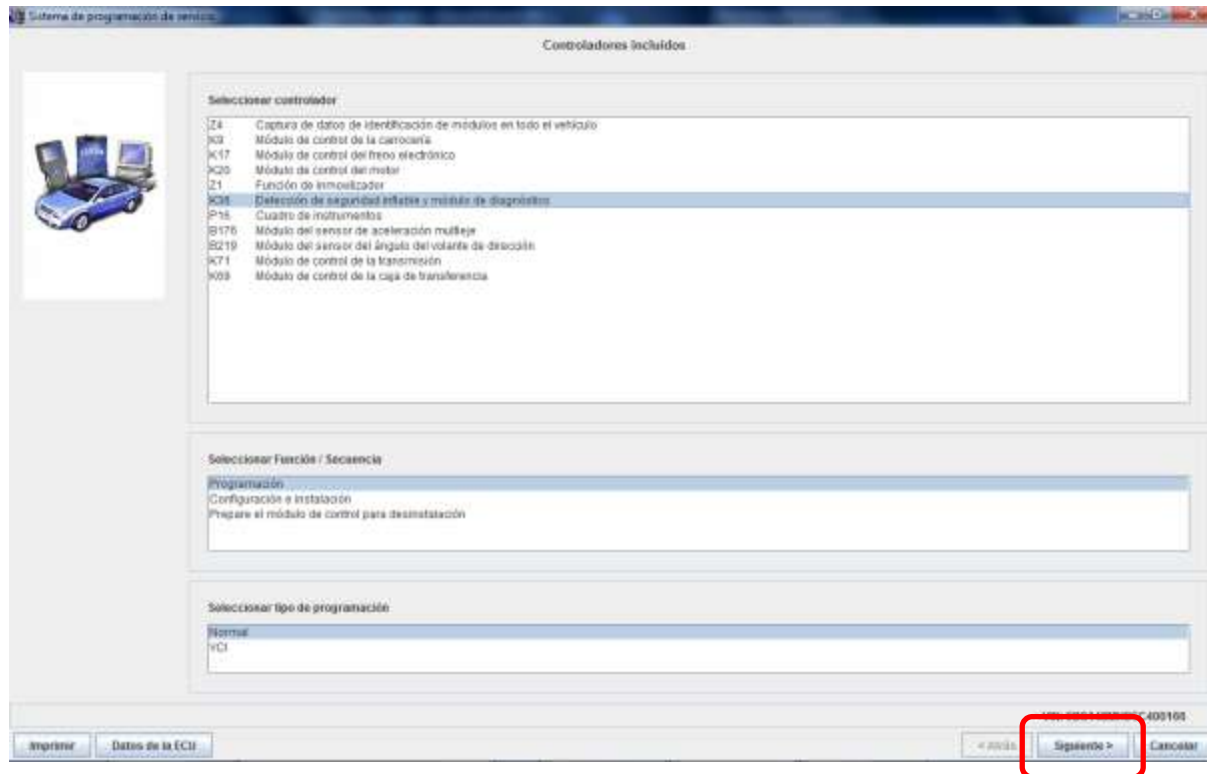 Sistema de programación de servicio
Controladores incluidos
Seleccionar controlador
Z4 Captura de datos de identificación de módulos en todo el vehículo
K9 Módulo de control de la carrocería
K17 Módulo de control del freno electrónico
K20 Módulo de control del motor
Z1 Función de inmovilizador
K36 Detección de seguridad inflable y módulo de diagnóstico
P16 Cuadro de instrumentos
B176 Módulo del sensor de aceleración multieje
B219 Módulo del sensor del ángulo del volante de dirección
K71 Módulo de control de la transmisión
K69 Módulo de control de la caja de transferencia
Seleccionar Función / Secuencia
Programación
Configuración e instalación
Prepare el módulo de control para desinstalación
Seleccionar tipo de programación
Normal
VCI
Imprimir
Datos de la ECU
< Atrás
Siguiente >
Cancelar